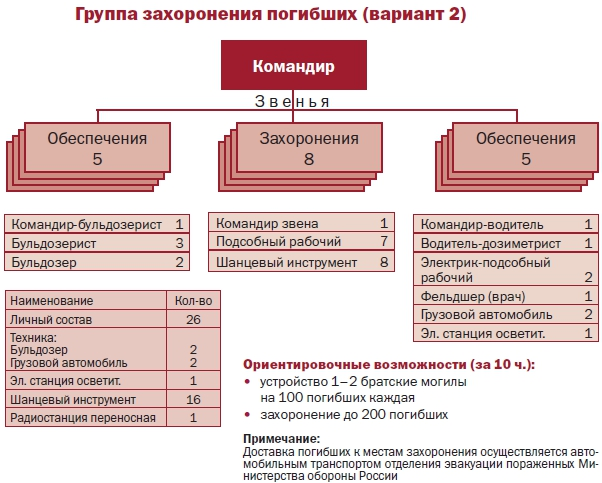 Группа захоронения погибших (вариант 2)
Командир
Звенья
Обеспечения
5
Захоронения
8
Обеспечения
5
Командир-бульдозерист 1
Бульдозерист 3
Бульдозер 2
Командир звена 1
Подсобный рабочий 7
Шанцевый инструмент 8
Командир-водитель 1
Водитель-дозиметрист 1
Электрик-подсобный
рабочий 2
Фельдшер (врач) 1
Грузовой автомобиль 2
Эл. станция осветит. 1
Наименование Кол-во
Личный состав 26
Техника:
Бульдозер 2
Грузовой автомобиль 2
Эл. станция осветит. 1
Шанцевый инструмент 16
Радиостанция переносная 1
Ориентировочные возможности (за 10 ч.):
• устройство 1–2 братские могилы
на 100 погибших каждая
• захоронение до 200 погибших
Примечание:
Доставка погибших к местам захоронения осуществляется авто-
мобильным транспортом отделения эвакуации пораженных Ми-
нистерства обороны России